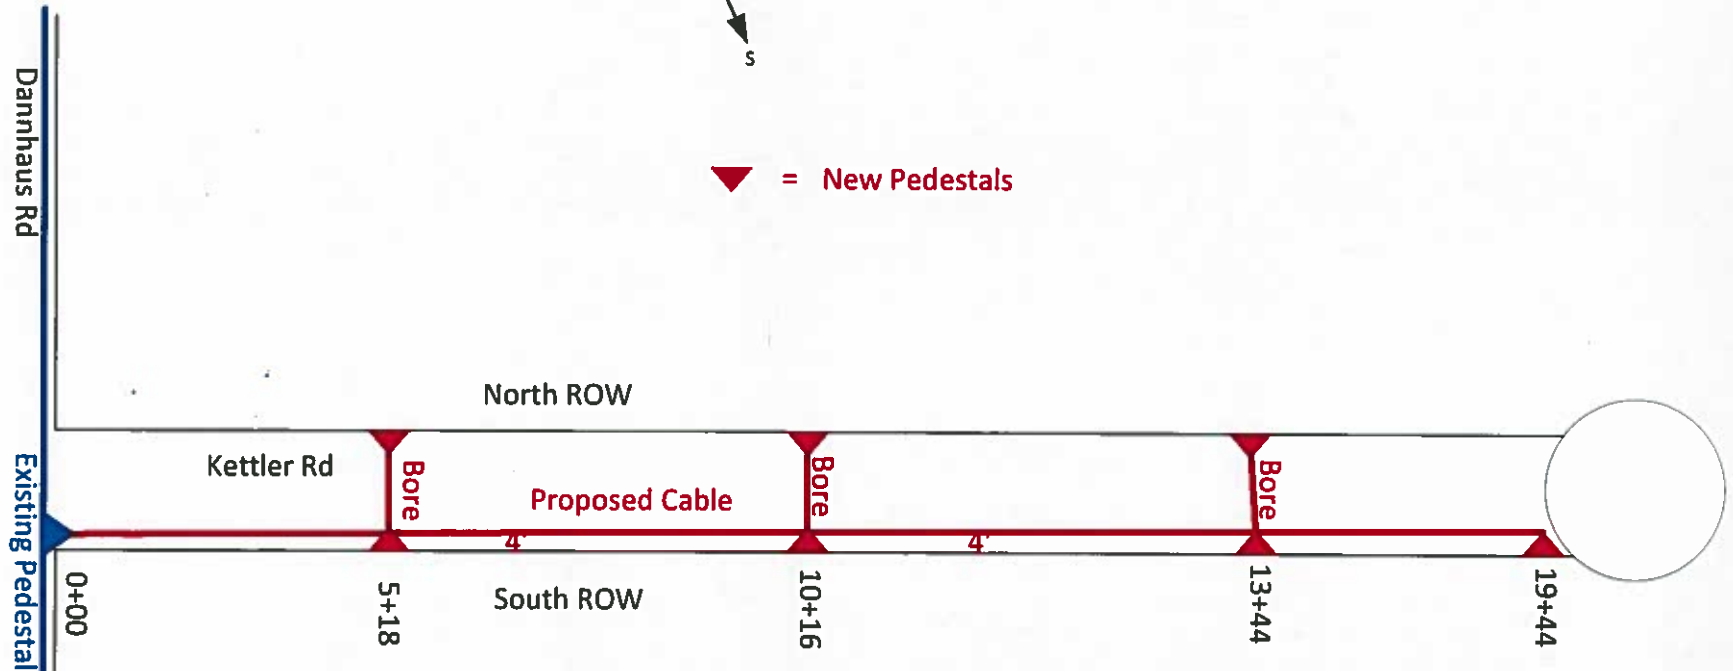 s
= New Pedestals
Dannhaus Rd
North ROW
Kettler Rd
Bore
Bore
Bore
Proposed Cable
4'
4'
Existing Pedestal
0+00
5+18
South ROW
10+16
13+44
19+44